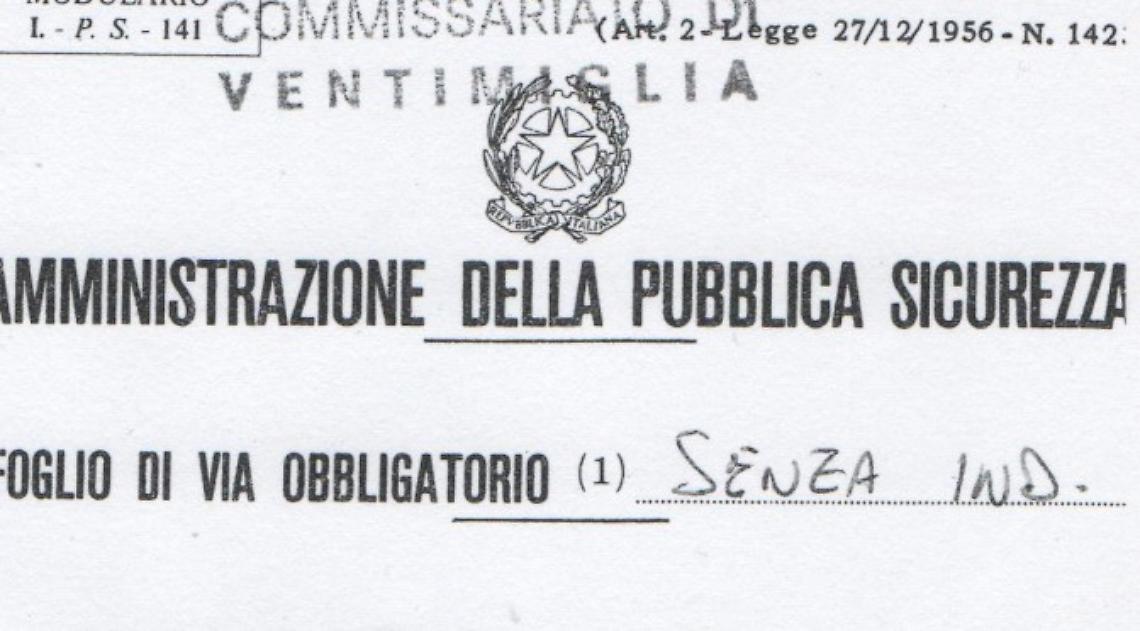 MODULARIO
I. - P. S. - 141
COMMISSARIATO DI
(Art. 2 - Legge 27/12/1956 - N. 142
VENTIMIGLIA
REPVBBLICA ITALIANA
AMMINISTRAZIONE DELLA PUBBLICA SICUREZZA
FOGLIO DI VIA OBBLIGATORIO (1) SENZA IND.